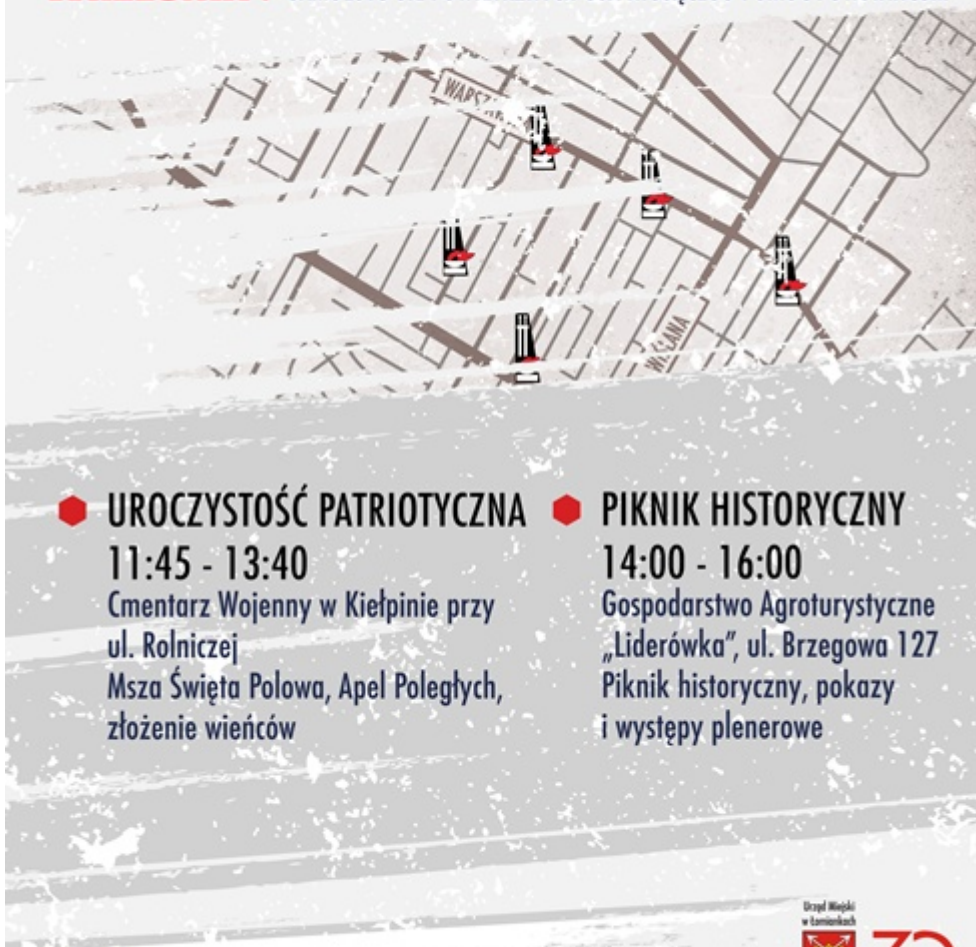 WARSZ
WIŚLANA
UROCZYSTOŚĆ PATRIOTYCZNA
11:45 - 13:40
Cmentarz Wojenny w Kiełpinie przy
ul. Rolniczej
Msza Święta Polowa, Apel Poległych,
złożenie wieńców
PIKNIK HISTORYCZNY
14:00 - 16:00
Gospodarstwo Agroturystyczne
„Liderówka”, ul. Brzegowa 127
Piknik historyczny, pokazy
i występy plenerowe
Urząd Miejski
w Łomiankach